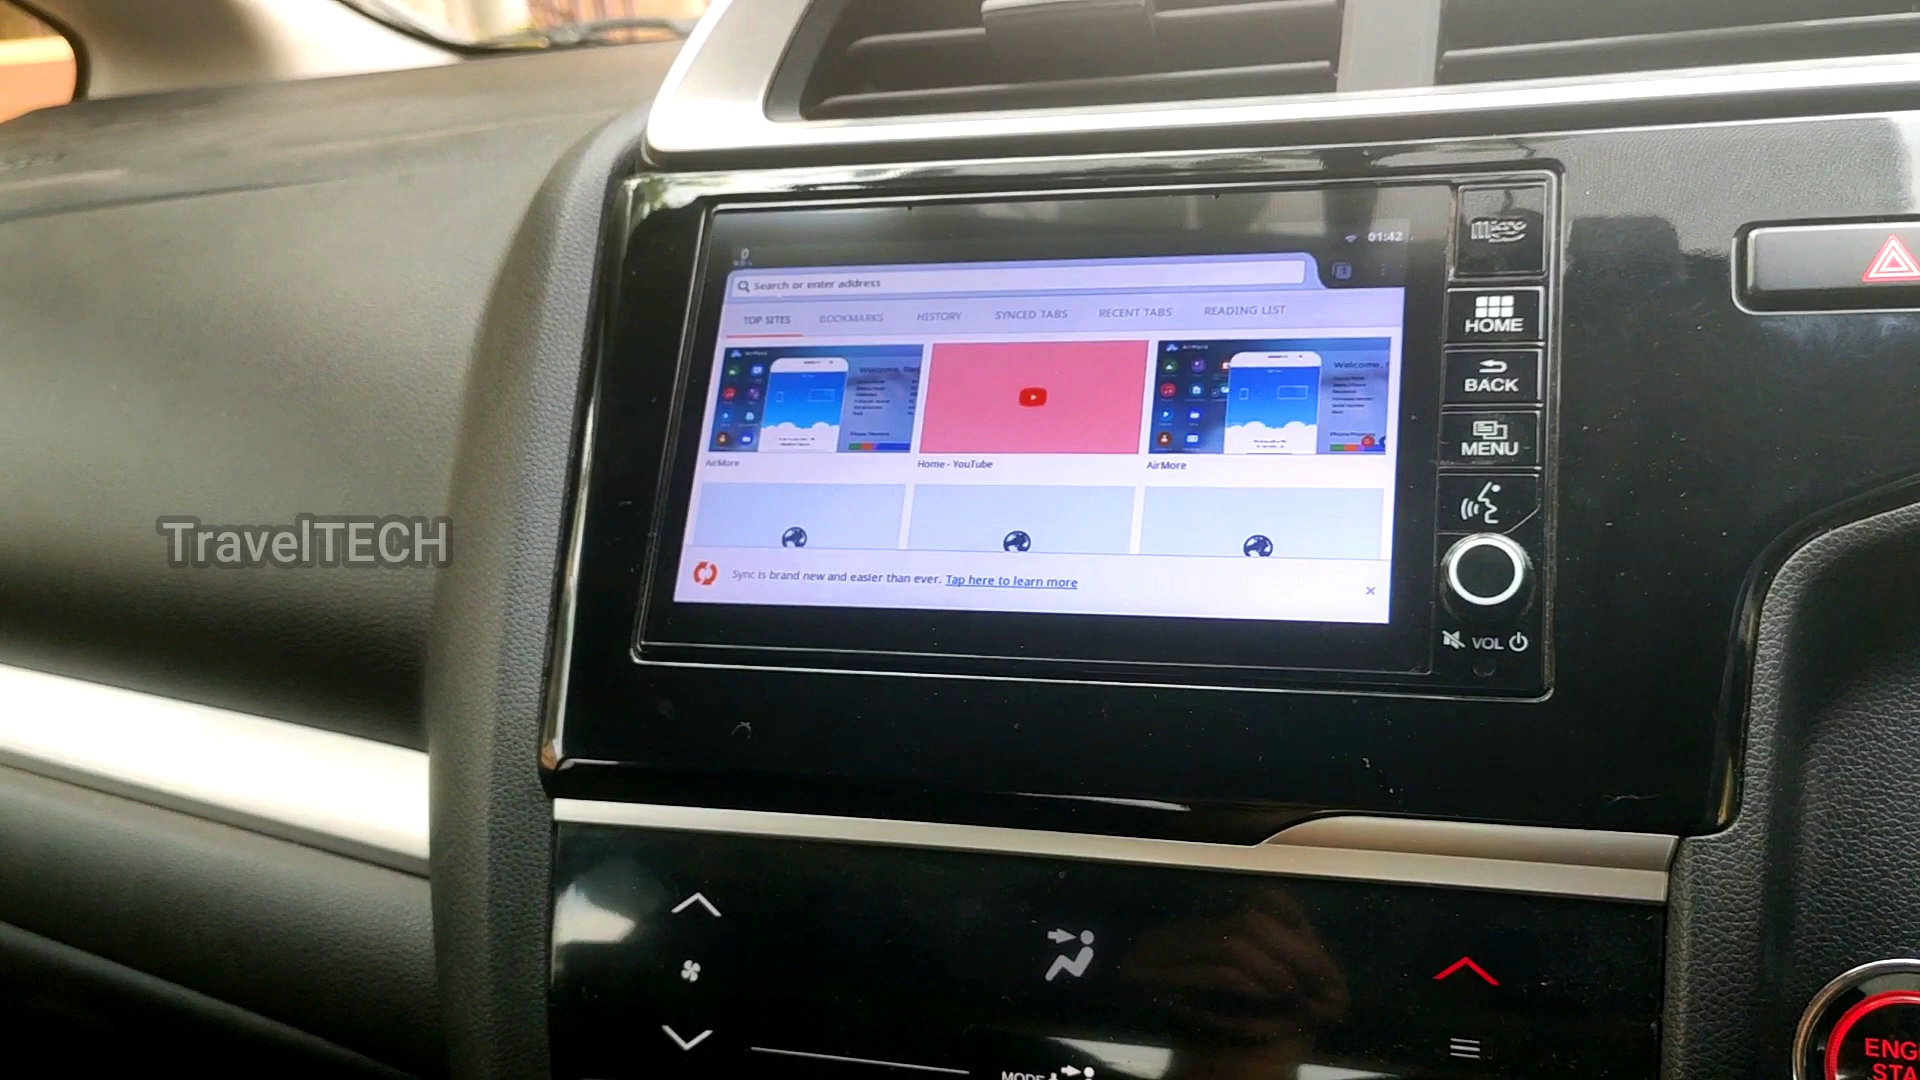 01:42
Search or enter address
TOP SITES BOOKMARKS HISTORY SYNCED TABS RECENT TABS READING LIST
AirMore Home - YouTube AirMore
Sync is brand new and easier than ever. Tap here to learn more
micro
HOME
BACK
MENU
VOL
TravelTECH
MODE
ENG
STA